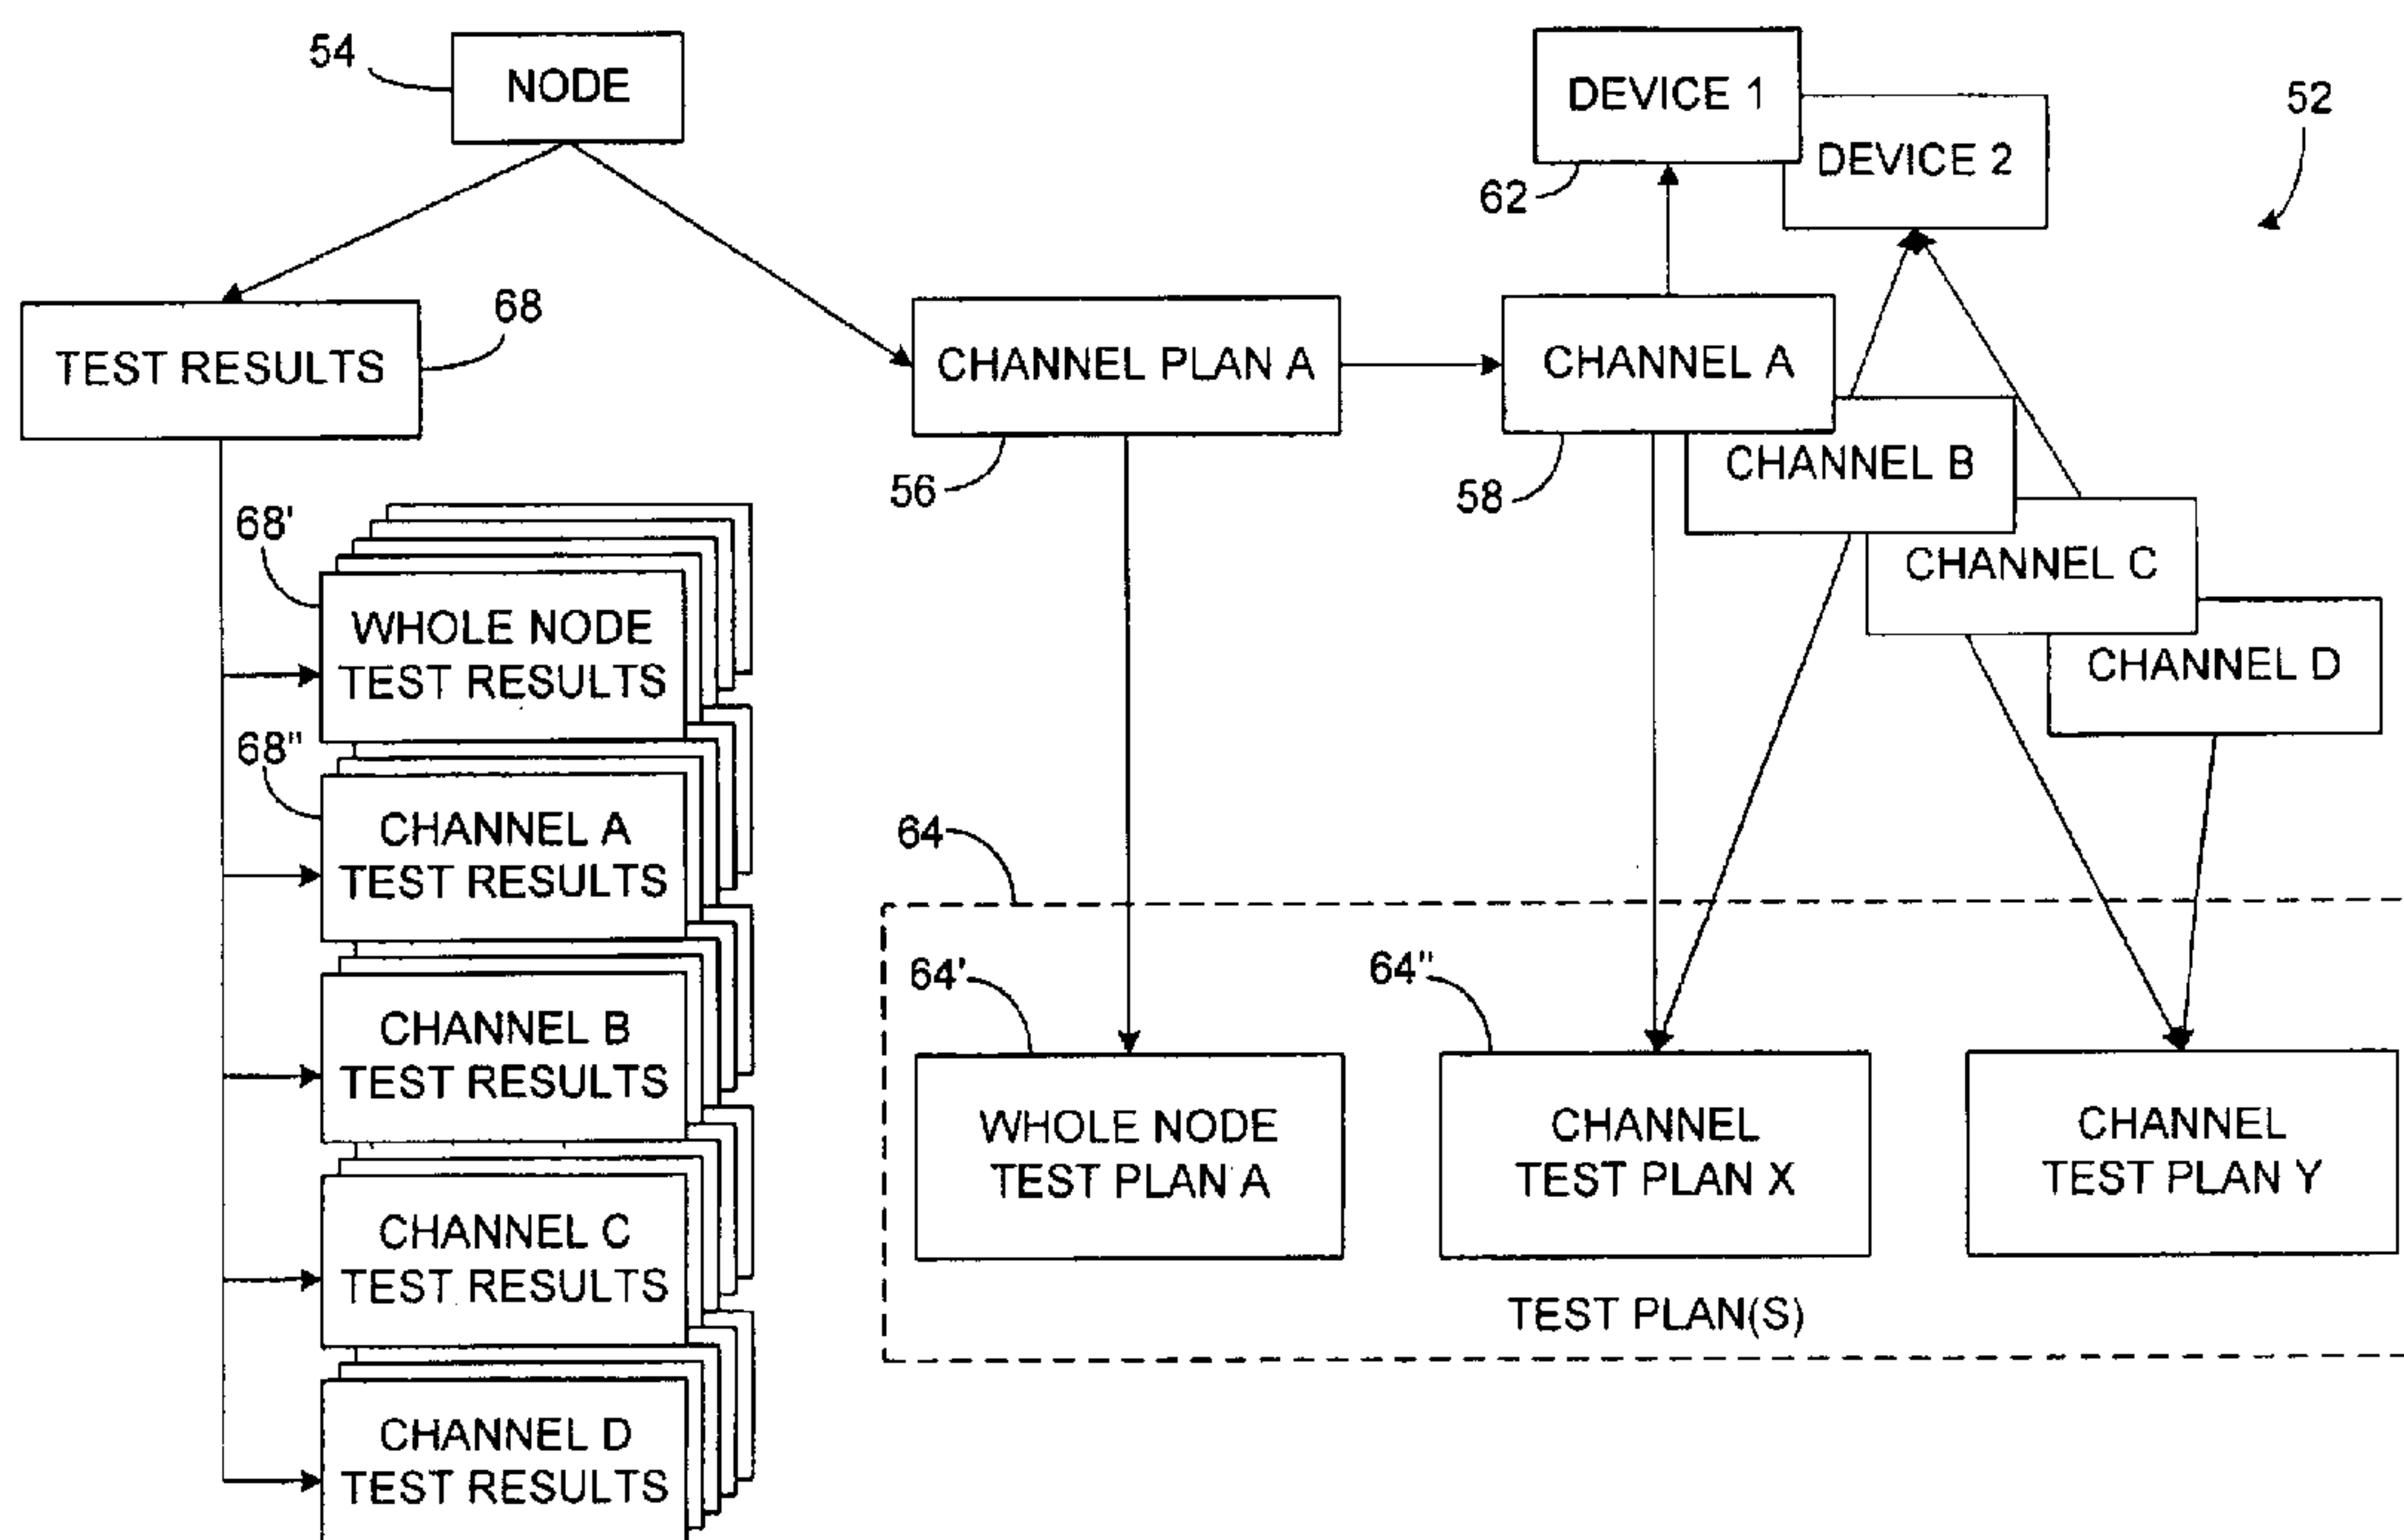 54
NODE
DEVICE 1
52
DEVICE 2
62
68
TEST RESULTS
CHANNEL PLAN A
CHANNEL A
56
58
CHANNEL B
CHANNEL C
CHANNEL D
68'
WHOLE NODE
TEST RESULTS
68"
CHANNEL A
TEST RESULTS
CHANNEL B
TEST RESULTS
CHANNEL C
TEST RESULTS
CHANNEL D
TEST RESULTS
64
64'
64"
WHOLE NODE
TEST PLAN A
CHANNEL
TEST PLAN X
CHANNEL
TEST PLAN Y
TEST PLAN(S)